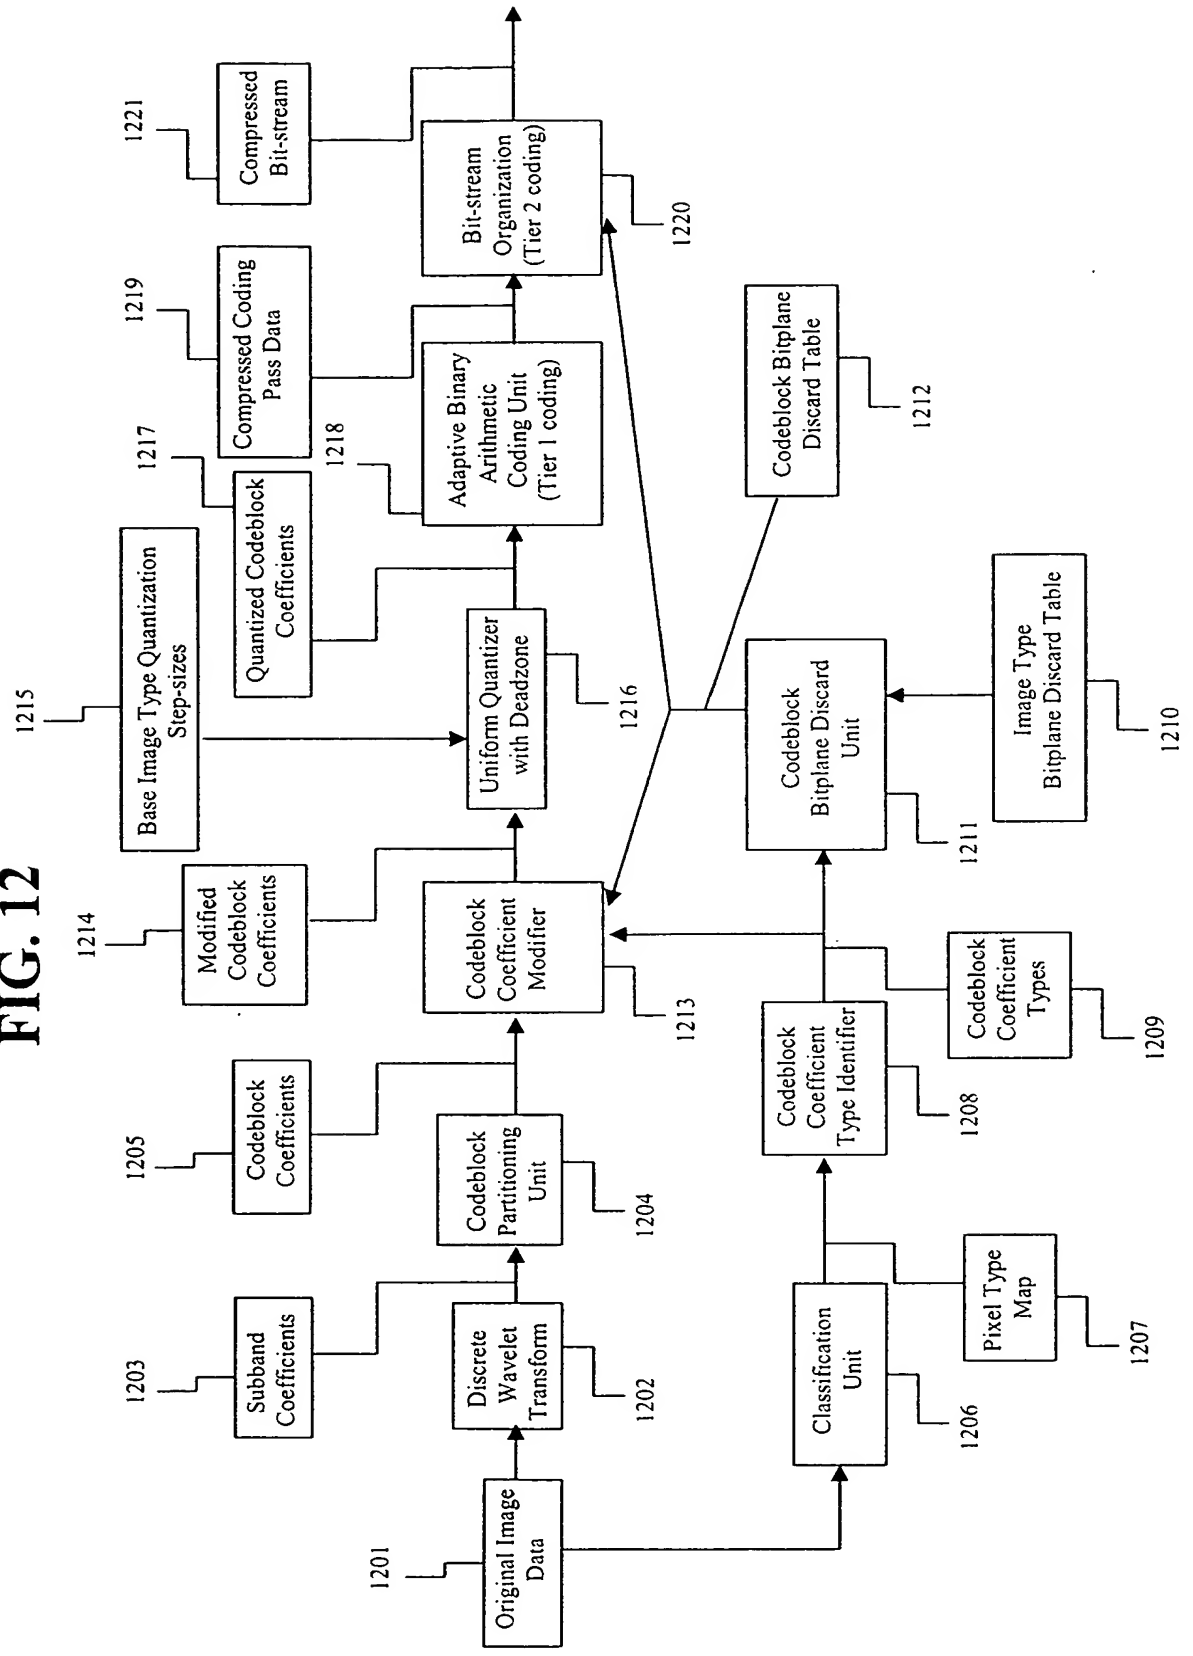 FIG. 12
1201
Original Image
Data
1202
Discrete
Wavelet
Transform
1203
Subband
Coefficients
1204
Codeblock
Partitioning
Unit
1205
Codeblock
Coefficients
1206
Classification
Unit
1207
Pixel Type
Map
1208
Codeblock
Coefficient
Type Identifier
1209
Codeblock
Coefficient
Types
1210
Image Type
Bitplane Discard Table
1211
Codeblock
Bitplane Discard
Unit
1212
Codeblock Bitplane
Discard Table
1213
Codeblock
Coefficient
Modifier
1214
Modified
Codeblock
Coefficients
1215
Base Image Type Quantization
Step-sizes
1216
Uniform Quantizer
with Deadzone
1217
Quantized Codeblock
Coefficients
1218
Adaptive Binary
Arithmetic
Coding Unit
(Tier 1 coding)
1219
Compressed Coding
Pass Data
1220
Bit-stream
Organization
(Tier 2 coding)
1221
Compressed
Bit-stream